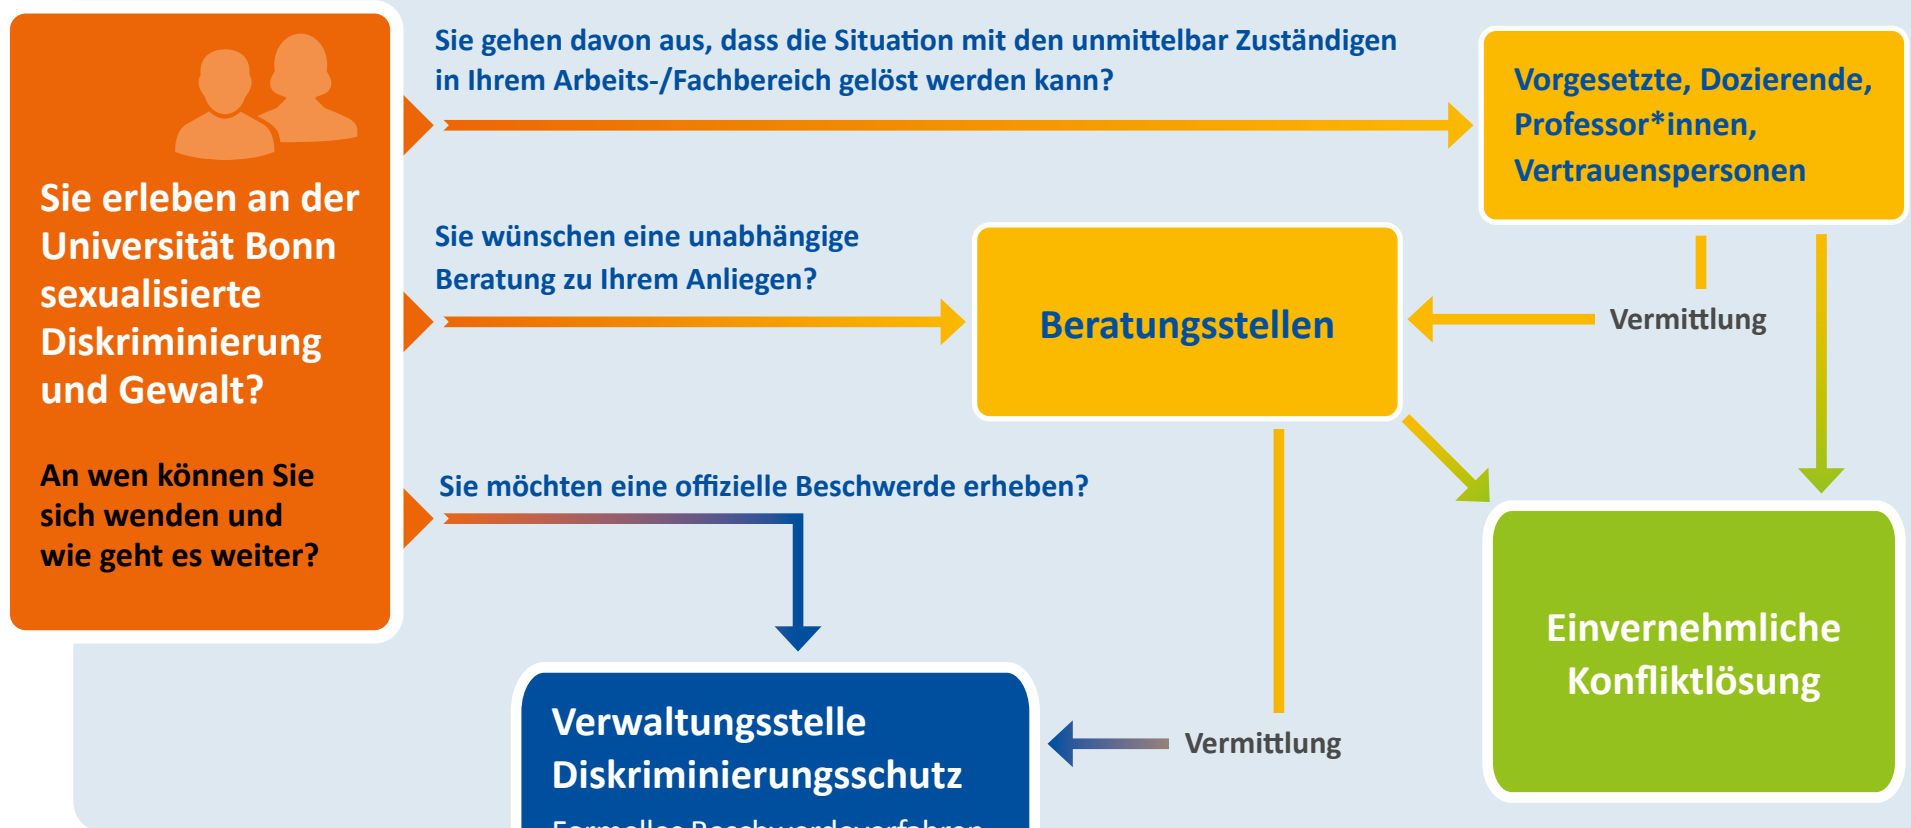 Sie erleben an der
Universität Bonn
sexualisierte
Diskriminierung
und Gewalt?
An wen können Sie
sich wenden und
wie geht es weiter?
Sie gehen davon aus, dass die Situation mit den unmittelbar Zuständigen
in Ihrem Arbeits-/Fachbereich gelöst werden kann?
Vorgesetzte, Dozierende,
Professor*innen,
Vertrauenspersonen
Sie wünschen eine unabhängige
Beratung zu Ihrem Anliegen?
Beratungsstellen
Vermittlung
Sie möchten eine offizielle Beschwerde erheben?
Einvernehmliche
Konfliktlösung
Vermittlung
Verwaltungsstelle
Diskriminierungsschutz
Formelles Beschwerdeverfahren